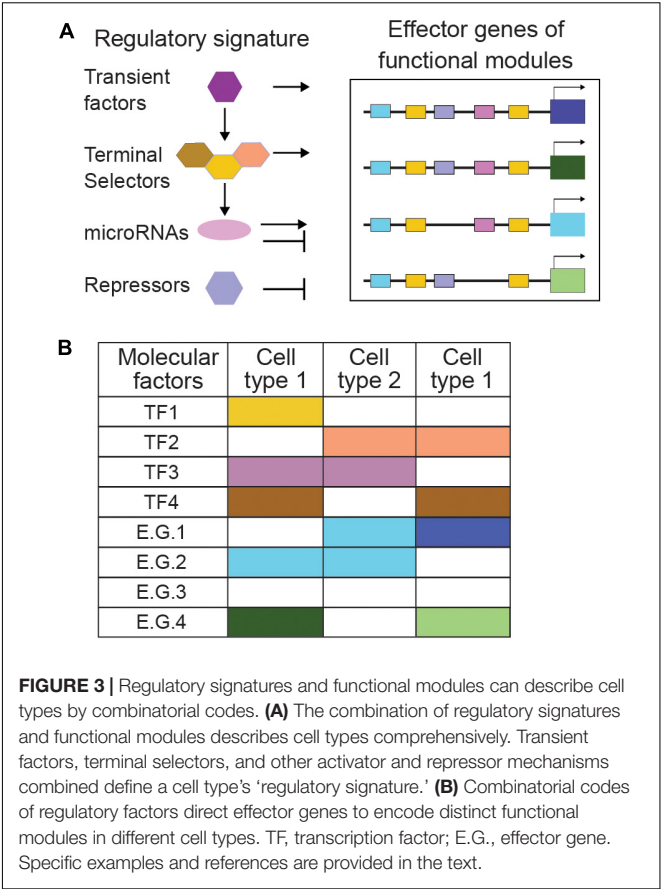 A
Regulatory signature
Effector genes of
functional modules
Transient
factors
Terminal
Selectors
microRNAs
Repressors
B
Molecular
factors
Cell
type 1
Cell
type 2
Cell
type 1
TF1
TF2
TF3
TF4
E.G.1
E.G.2
E.G.3
E.G.4
FIGURE 3 | Regulatory signatures and functional modules can describe cell
types by combinatorial codes. (A) The combination of regulatory signatures
and functional modules describes cell types comprehensively. Transient
factors, terminal selectors, and other activator and repressor mechanisms
combined define a cell type's ‘regulatory signature.’ (B) Combinatorial codes
of regulatory factors direct effector genes to encode distinct functional
modules in different cell types. TF, transcription factor; E.G., effector gene.
Specific examples and references are provided in the text.